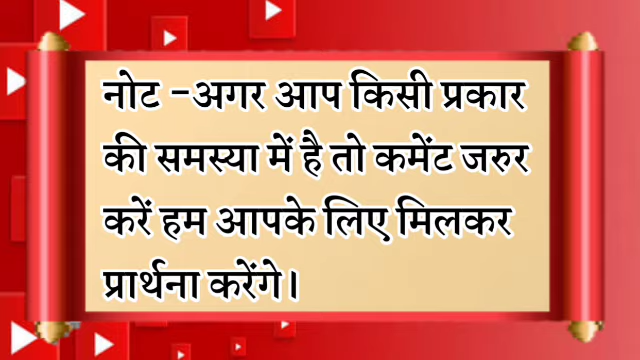 नोट -अगर आप किसी प्रकार
की समस्या में है तो कमेंट जरुर
करें हम आपके लिए मिलकर
प्रार्थना करेंगे।